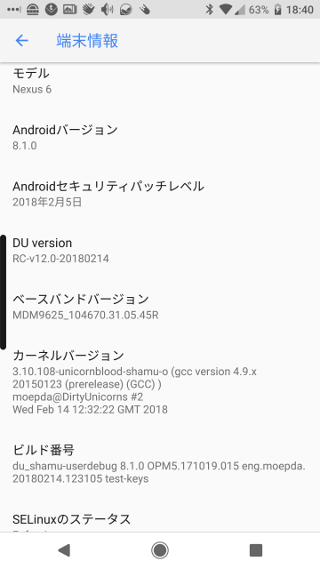 63% 18:40
端末情報
モデル
Nexus 6
Androidバージョン
8.1.0
Androidセキュリティパッチレベル
2018年2月5日
DU version
RC-v12.0-20180214
ベースバンドバージョン
MDM9625_104670.31.05.45R
カーネルバージョン
3.10.108-unicornblood-shamu-o (gcc version 4.9.x
20150123 (prerelease) (GCC) )
moepda@DirtyUnicorns #2
Wed Feb 14 12:32:22 GMT 2018
ビルド番号
du_shamu-userdebug 8.1.0 OPM5.171019.015 eng.moepda.
20180214.123105 test-keys
SELinuxのステータス